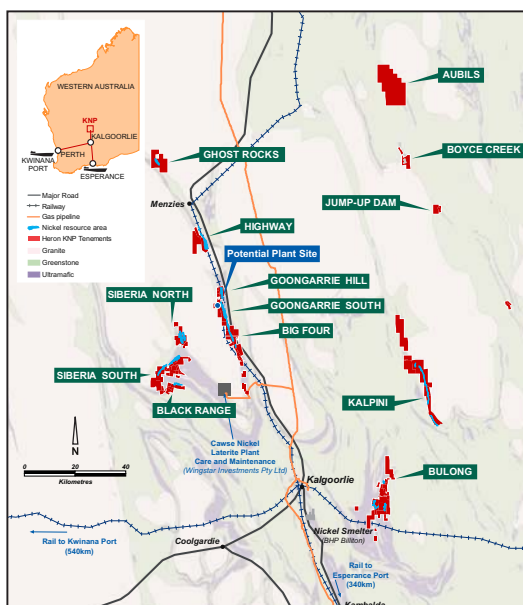 WESTERN AUSTRALIA
KNP
KALGOORLIE
PERTH
KWINANA
PORT
ESPERANCE
Major Road
Railway
Gas pipeline
Nickel resource area
Heron KNP Tenements
Granite
Greenstone
Ultramafic
AUBILS
GHOST ROCKS
BOYCE CREEK
Menzies
JUMP-UP DAM
HIGHWAY
Potential Plant Site
GOONGARRIE HILL
SIBERIA NORTH
GOONGARRIE SOUTH
BIG FOUR
SIBERIA SOUTH
KALPINI
BLACK RANGE
N
Cawse Nickel
Laterite Plant
Care and Maintenance
(Wingstar Investments Pty Ltd)
BULONG
0 20 40
Kilometres
Kalgoorlie
Nickel Smelter
(BHP Billiton)
Rail to Kwinana Port
(540km)
Coolgardie
Rail to
Esperance Port
(340km)
Kambalda